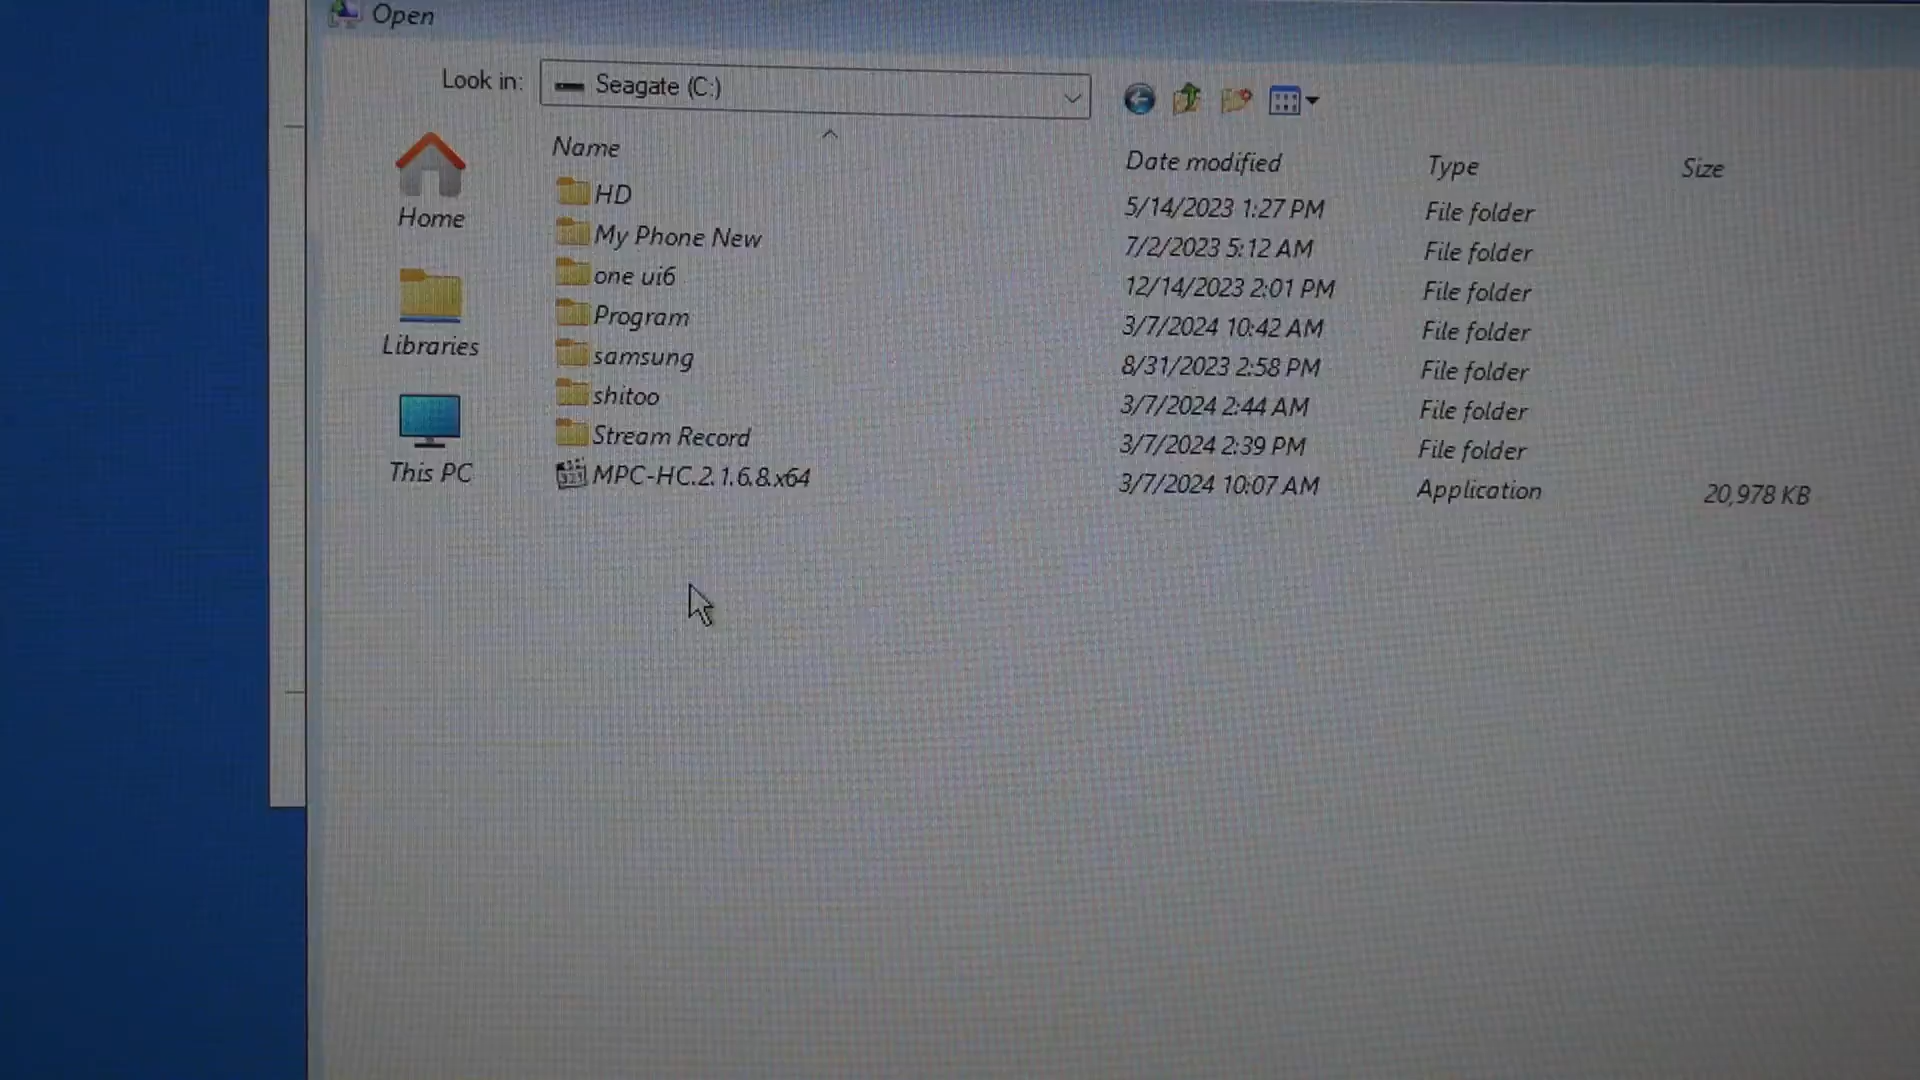 Open
Look in: Seagate (C:)
Name Date modified Type Size
HD 5/14/2023 1:27 PM File folder
My Phone New 7/2/2023 5:12 AM File folder
one ui6 12/14/2023 2:01 PM File folder
Program 3/7/2024 10:42 AM File folder
samsung 8/31/2023 2:58 PM File folder
shitoo 3/7/2024 2:44 AM File folder
Stream Record 3/7/2024 2:39 PM File folder
MPC-HC.2.1.6.8.x64 3/7/2024 10:07 AM Application 20,978 KB
Home
Libraries
This PC